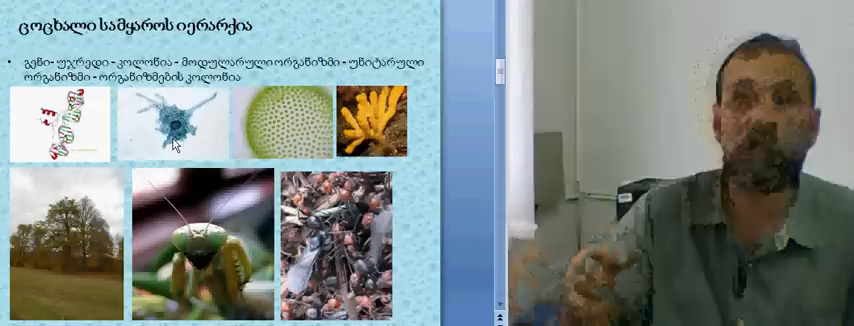 ცოცხალი სამყაროს იერარქია
• გენი- უჯრედი - კოლონია - მოდულარული ორგანიზმი - უნიტარული
ორგანიზმი - ორგანიზმების კოლონია